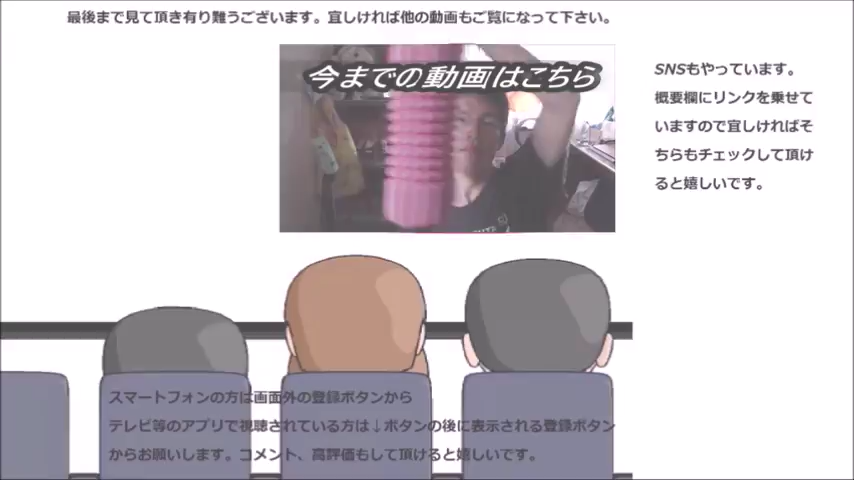 最後まで見て頂き有り難うございます。宜しければ他の動画もご覧になって下さい。
今までの動画はこちら
SNSもやっています。
概要欄にリンクを乗せて
いますので宜しければそ
ちらもチェックして頂け
ると嬉しいです。
スマートフォンの方は画面外の登録ボタンから
テレビ等のアプリで視聴されている方は↓ボタンの後に表示される登録ボタン
からお願いします。コメント、高評価もして頂けると嬉しいです。